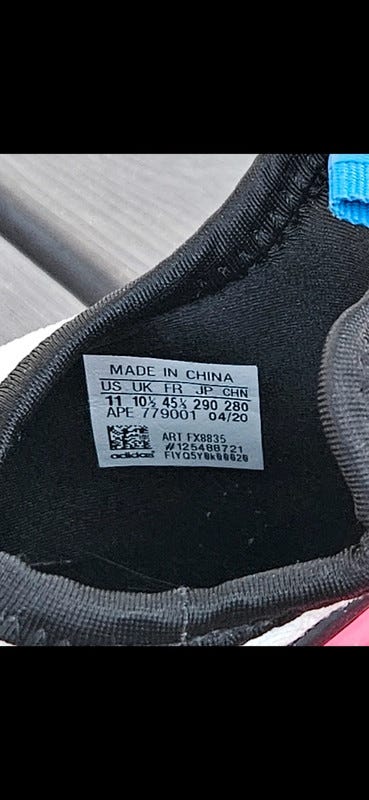 MADE IN CHINA
US UK FR JP CHN
11 10½ 45⅓ 290 280
APE 779001 04/20
ART FX8835
#125488721
adidas